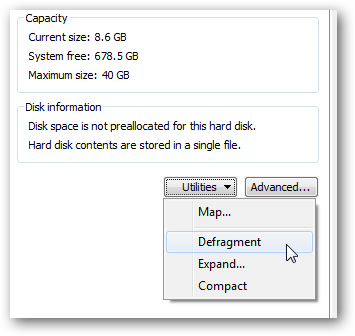 Capacity
Current size: 8.6 GB
System free: 678.5 GB
Maximum size: 40 GB
Disk information
Disk space is not preallocated for this hard disk.
Hard disk contents are stored in a single file.
Utilities Advanced...
Map...
Defragment
Expand...
Compact